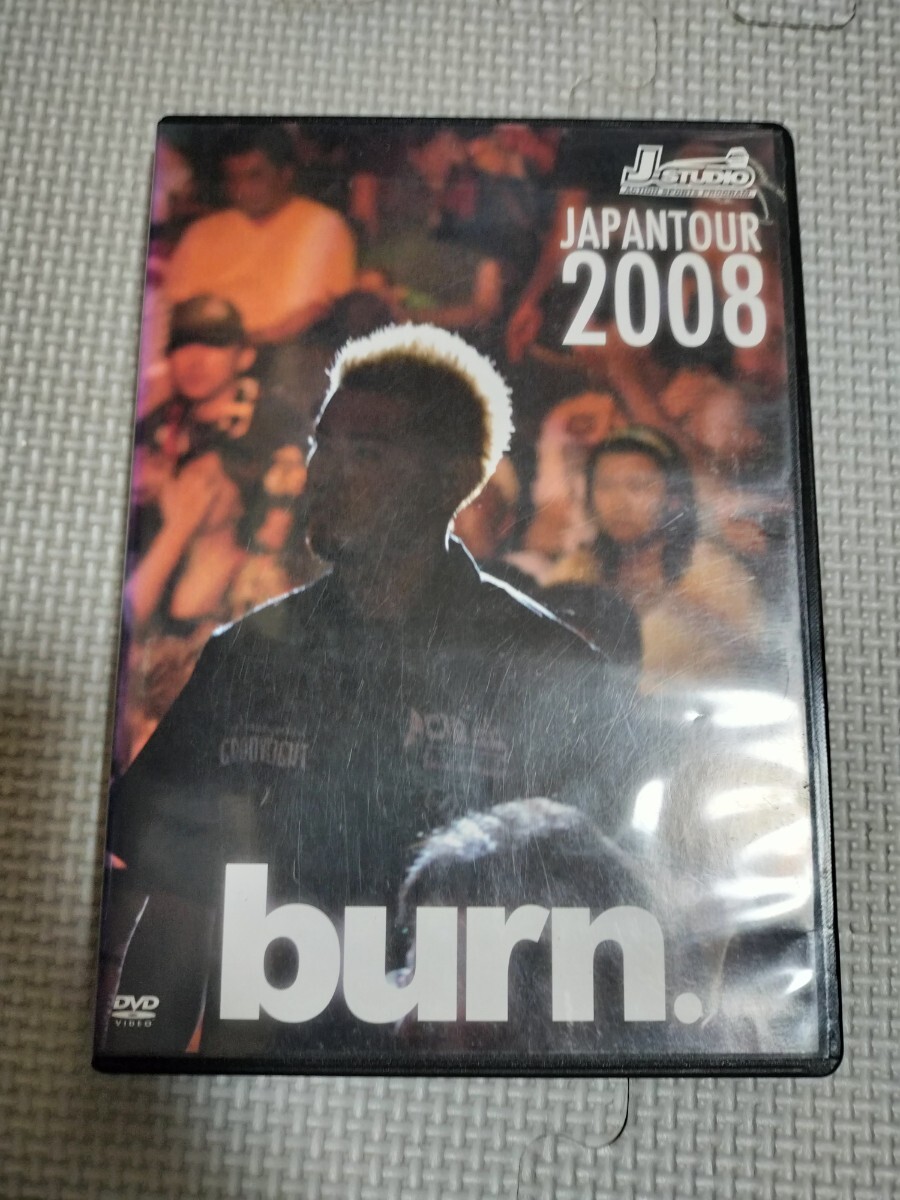 J-STUDIO
ACTION SPORTS PROGRAM
JAPANTOUR
2008
burn.
DVD
VIDEO